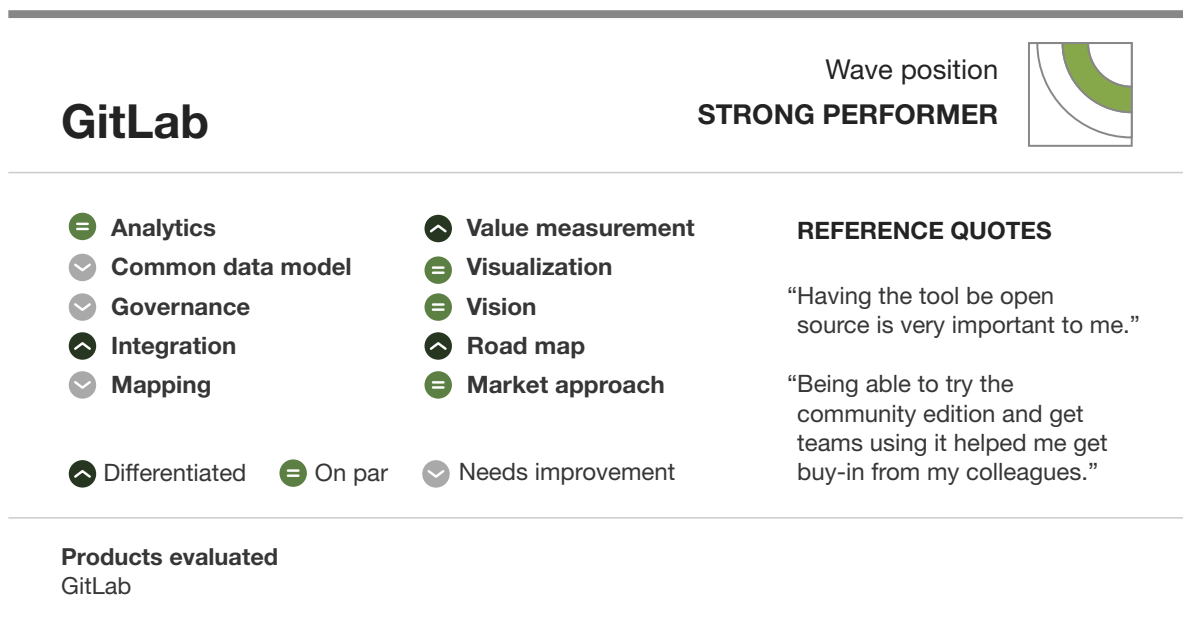 Wave position
STRONG PERFORMER
GitLab
Analytics
Common data model
Governance
Integration
Mapping
Value measurement
Visualization
Vision
Road map
Market approach
Differentiated
On par
Needs improvement
REFERENCE QUOTES
“Having the tool be open
source is very important to me.”
“Being able to try the
community edition and get
teams using it helped me get
buy-in from my colleagues.”
Products evaluated
GitLab